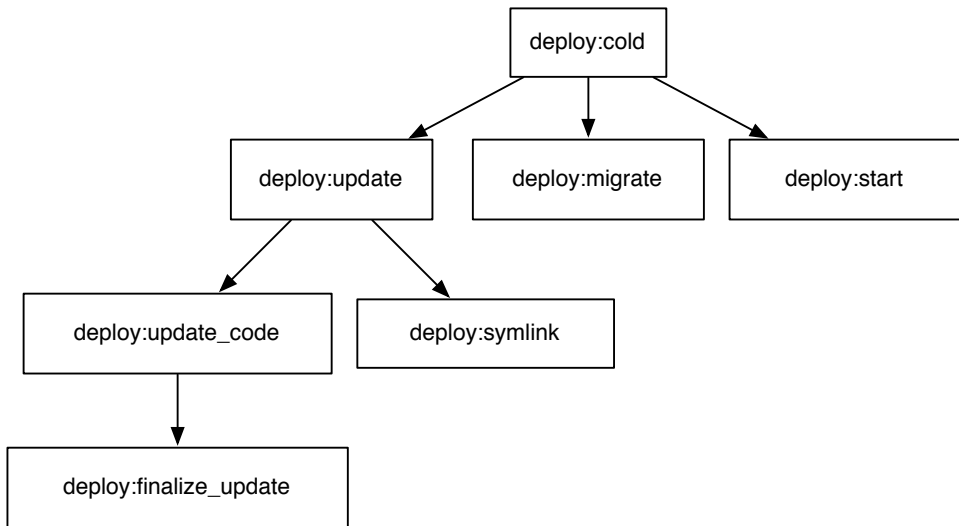 deploy:cold
deploy:update
deploy:migrate
deploy:start
deploy:update_code
deploy:symlink
deploy:finalize_update